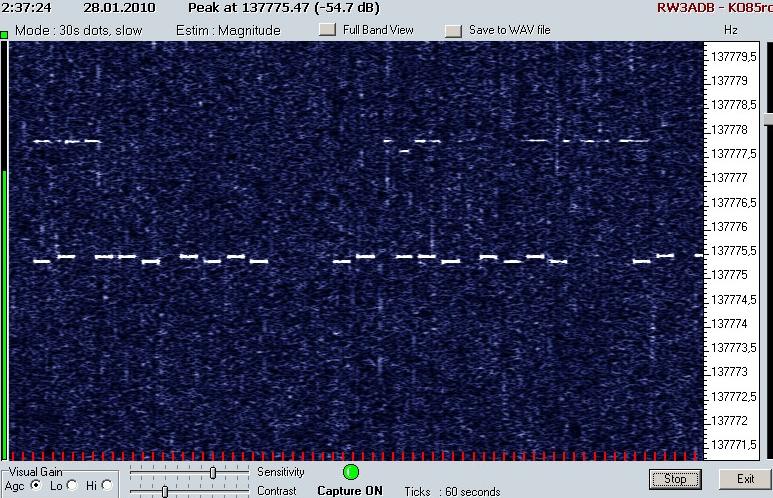 2:37:24 28.01.2010 Peak at 137775.47 (-54.7 dB) RW3ADB - KO85ro
Mode : 30s dots, slow Estim : Magnitude Full Band View Save to WAV file Hz
137779,5
137779
137778,5
137778
137777,5
137777
137776,5
137776
137775,5
137775
137774,5
137774
137773,5
137773
137772,5
137772
137771,5
Visual Gain
Agc Lo Hi
Sensitivity
Contrast
Capture ON
Ticks : 60 seconds
Stop
Exit